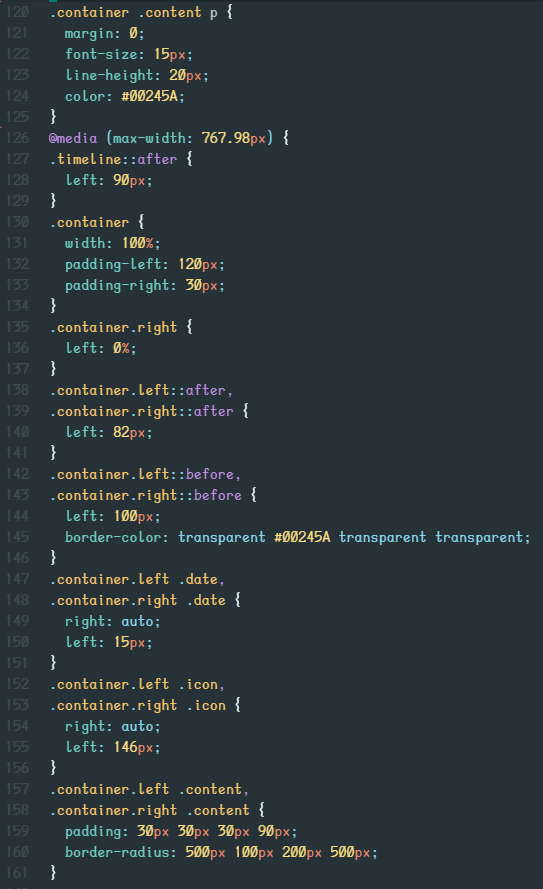 120 .container .content p {
121   margin: 0;
122   font-size: 15px;
123   line-height: 20px;
124   color: #00245A;
125 }
126 @media (max-width: 767.98px) {
127 .timeline::after {
128   left: 90px;
129 }
130 .container {
131   width: 100%;
132   padding-left: 120px;
133   padding-right: 30px;
134 }
135 .container.right {
136   left: 0%;
137 }
138 .container.left::after,
139 .container.right::after {
140   left: 82px;
141 }
142 .container.left::before,
143 .container.right::before {
144   left: 100px;
145   border-color: transparent #00245A transparent transparent;
146 }
147 .container.left .date,
148 .container.right .date {
149   right: auto;
150   left: 15px;
151 }
152 .container.left .icon,
153 .container.right .icon {
154   right: auto;
155   left: 146px;
156 }
157 .container.left .content,
158 .container.right .content {
159   padding: 30px 30px 30px 90px;
160   border-radius: 500px 100px 200px 500px;
161 }